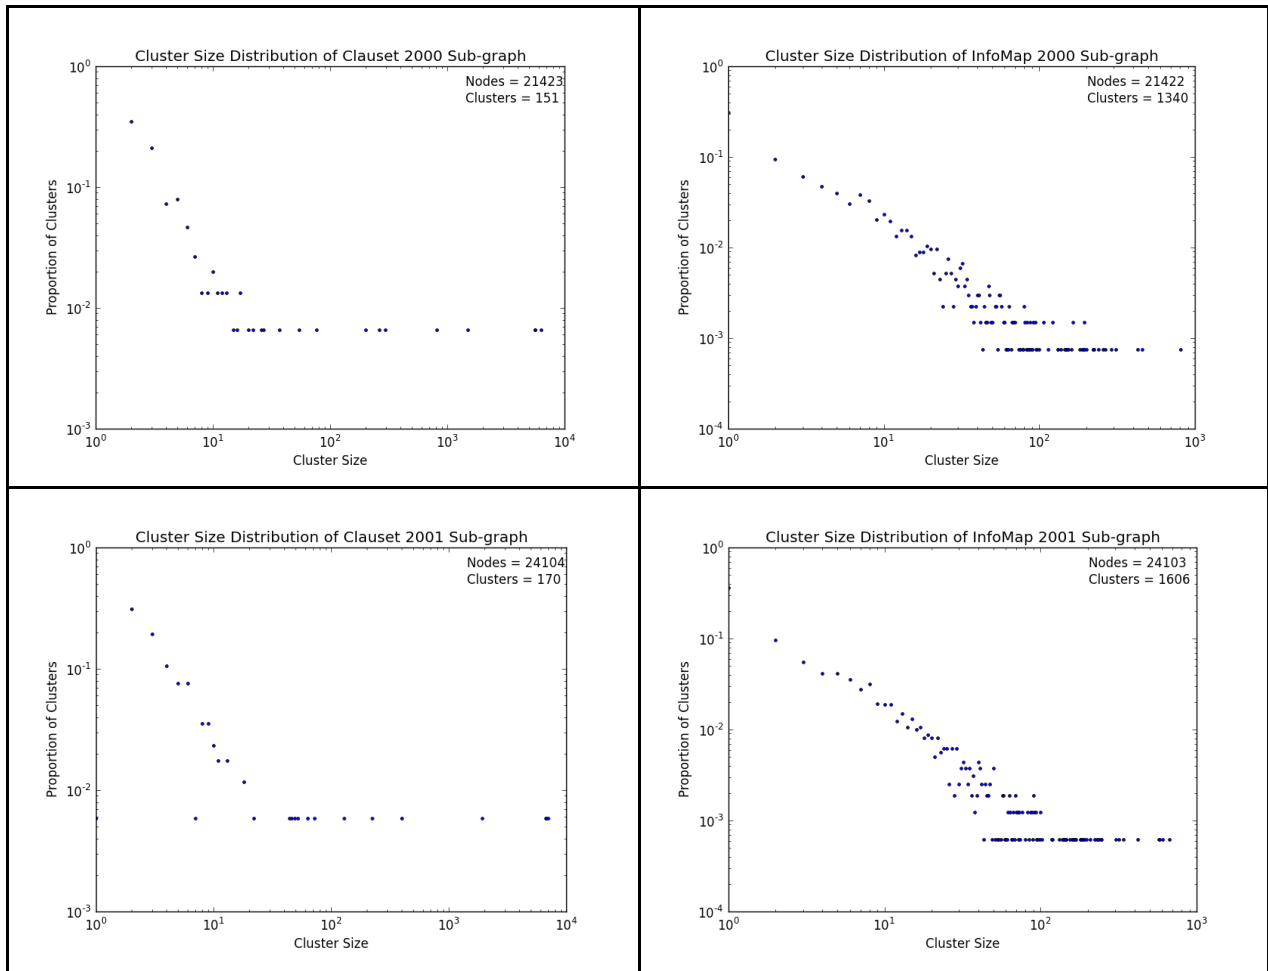 Cluster Size Distribution of Clauset 2000 Sub-graph
Nodes = 21423
Clusters = 151
10^0
10^-1
10^-2
10^-3
Proportion of Clusters
10^0 10^1 10^2 10^3 10^4
Cluster Size
Cluster Size Distribution of InfoMap 2000 Sub-graph
Nodes = 21422
Clusters = 1340
10^0
10^-1
10^-2
10^-3
10^-4
Proportion of Clusters
10^0 10^1 10^2 10^3
Cluster Size
Cluster Size Distribution of Clauset 2001 Sub-graph
Nodes = 24104
Clusters = 170
10^0
10^-1
10^-2
10^-3
Proportion of Clusters
10^0 10^1 10^2 10^3 10^4
Cluster Size
Cluster Size Distribution of InfoMap 2001 Sub-graph
Nodes = 24103
Clusters = 1606
10^0
10^-1
10^-2
10^-3
10^-4
Proportion of Clusters
10^0 10^1 10^2 10^3
Cluster Size